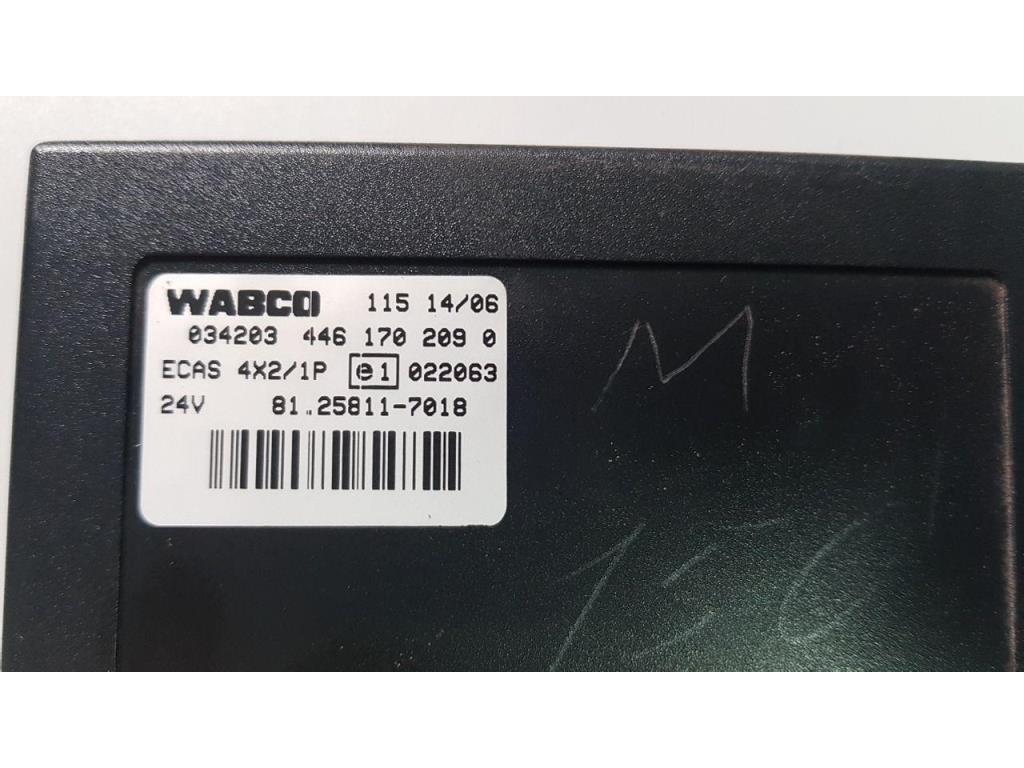 WABCO 115 14/06
034203 446 170 209 0
ECAS 4X2/1P e1 022063
24V 81.25811-7018
M